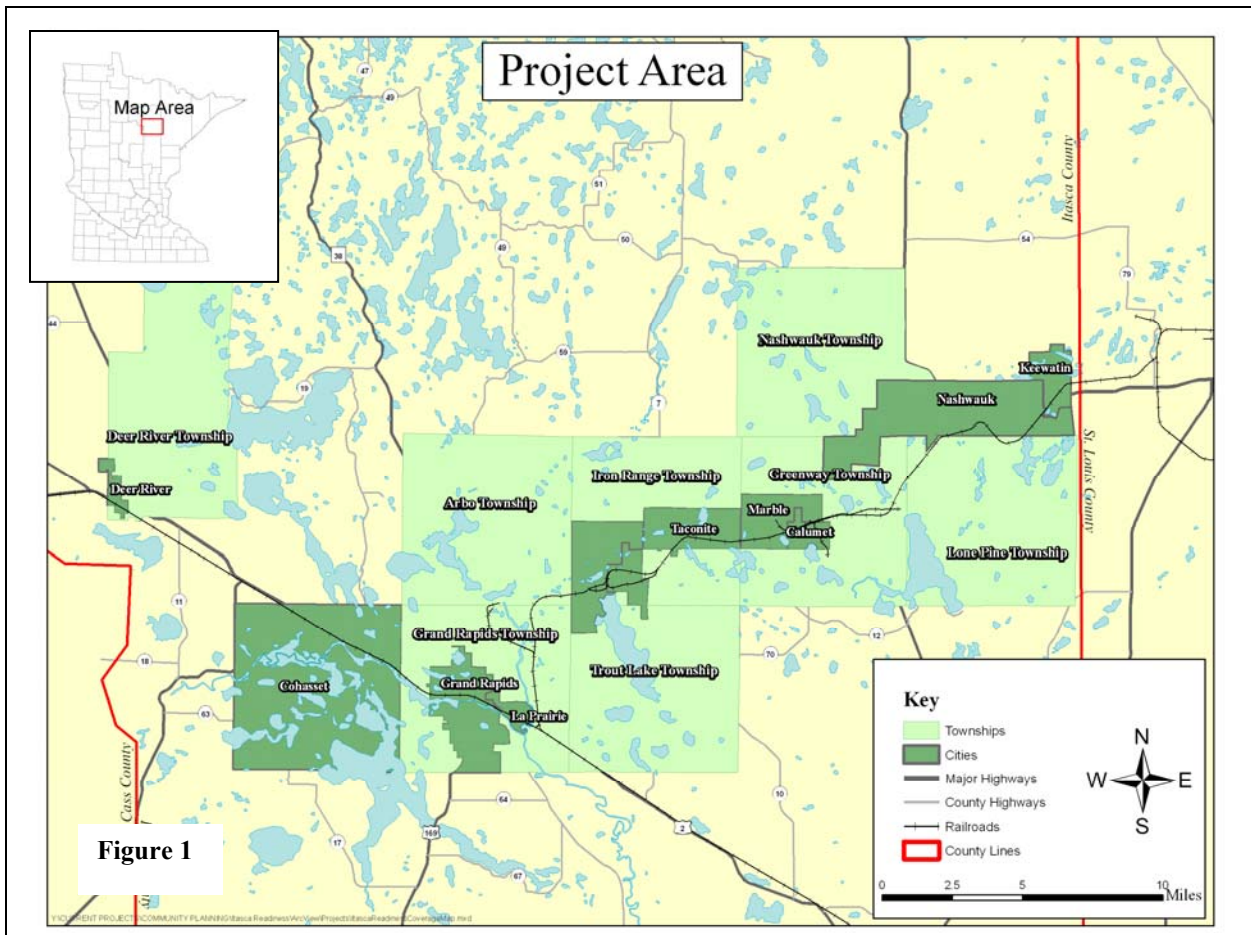 Project Area
Map Area
47
49
38
51
49
50
54
79
Itasca County
44
59
19
7
Nashwauk Township
Keewatin
Nashwauk
Deer River Township
Deer River
Arbo Township
Iron Range Township
Greenway Township
Marble
Taconite
Calumet
Lone Pine Township
St. Louis County
11
18
63
Cohasset
Grand Rapids Township
Grand Rapids
La Prairie
Trout Lake Township
12
70
10
64
169
2
17
67
Cass County
Figure 1
Key
Townships
Cities
Major Highways
County Highways
Railroads
County Lines
N
W
E
S
0
2.5
5
10
Miles